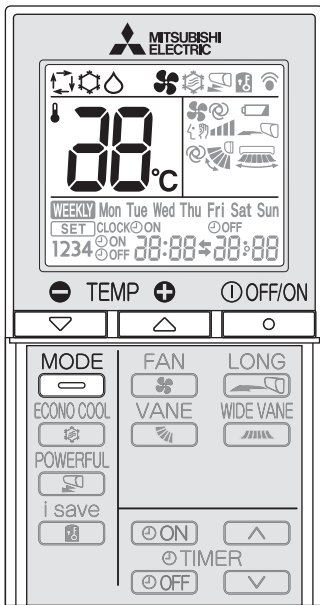 MITSUBISHI
ELECTRIC
88 °C
WEEKLY Mon Tue Wed Thu Fri Sat Sun
SET CLOCK ON OFF
1234 ON OFF 88:88 88:88
TEMP OFF/ON
MODE FAN LONG
ECONO COOL VANE WIDE VANE
POWERFUL
i save
ON
TIMER
OFF